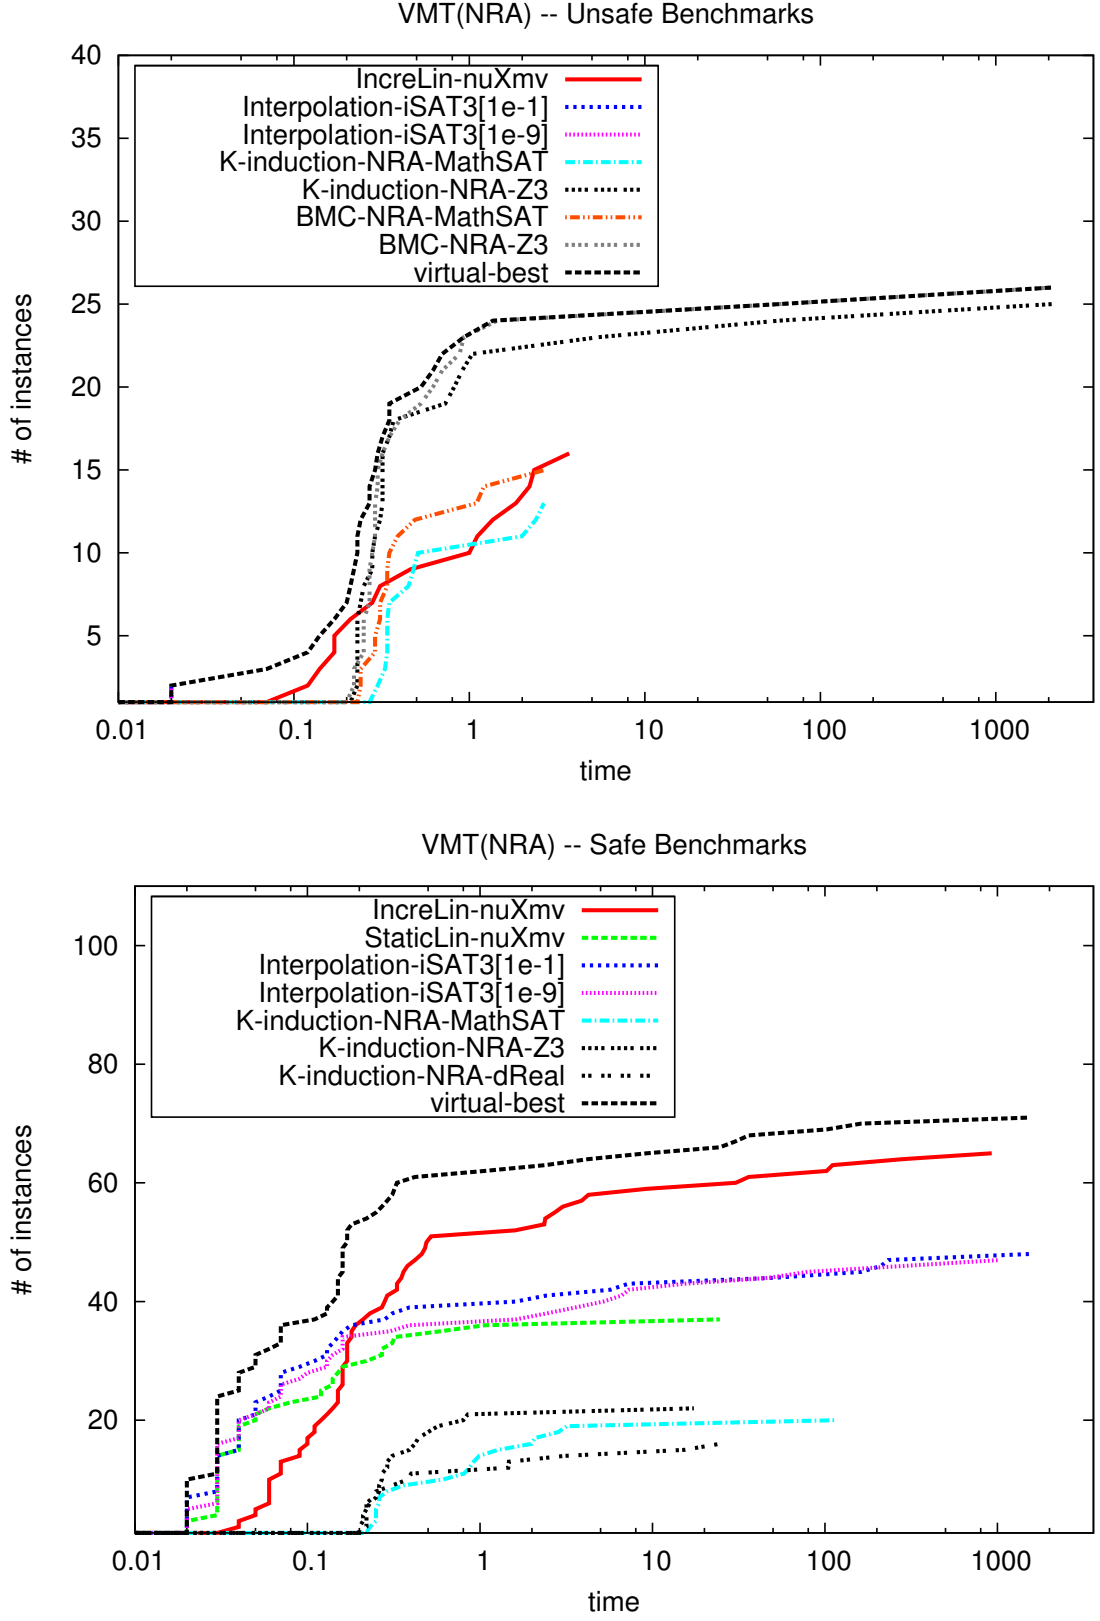 VMT(NRA) -- Unsafe Benchmarks
40
35
30
25
20
15
10
5
# of instances
IncreLin-nuXmv
Interpolation-iSAT3[1e-1]
Interpolation-iSAT3[1e-9]
K-induction-NRA-MathSAT
K-induction-NRA-Z3
BMC-NRA-MathSAT
BMC-NRA-Z3
virtual-best
0.01 0.1 1 10 100 1000
time
VMT(NRA) -- Safe Benchmarks
100
80
60
40
20
# of instances
IncreLin-nuXmv
StaticLin-nuXmv
Interpolation-iSAT3[1e-1]
Interpolation-iSAT3[1e-9]
K-induction-NRA-MathSAT
K-induction-NRA-Z3
K-induction-NRA-dReal
virtual-best
0.01 0.1 1 10 100 1000
time